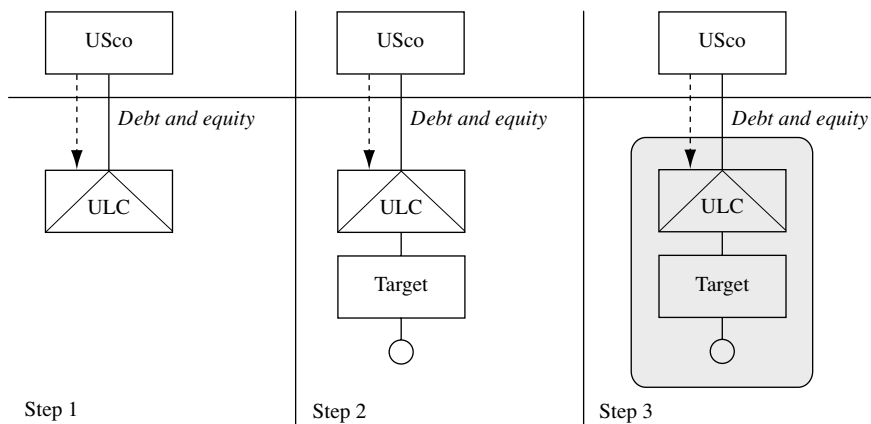 USco
USco
USco
Debt and equity
Debt and equity
Debt and equity
ULC
ULC
ULC
Target
Target
Step 1
Step 2
Step 3